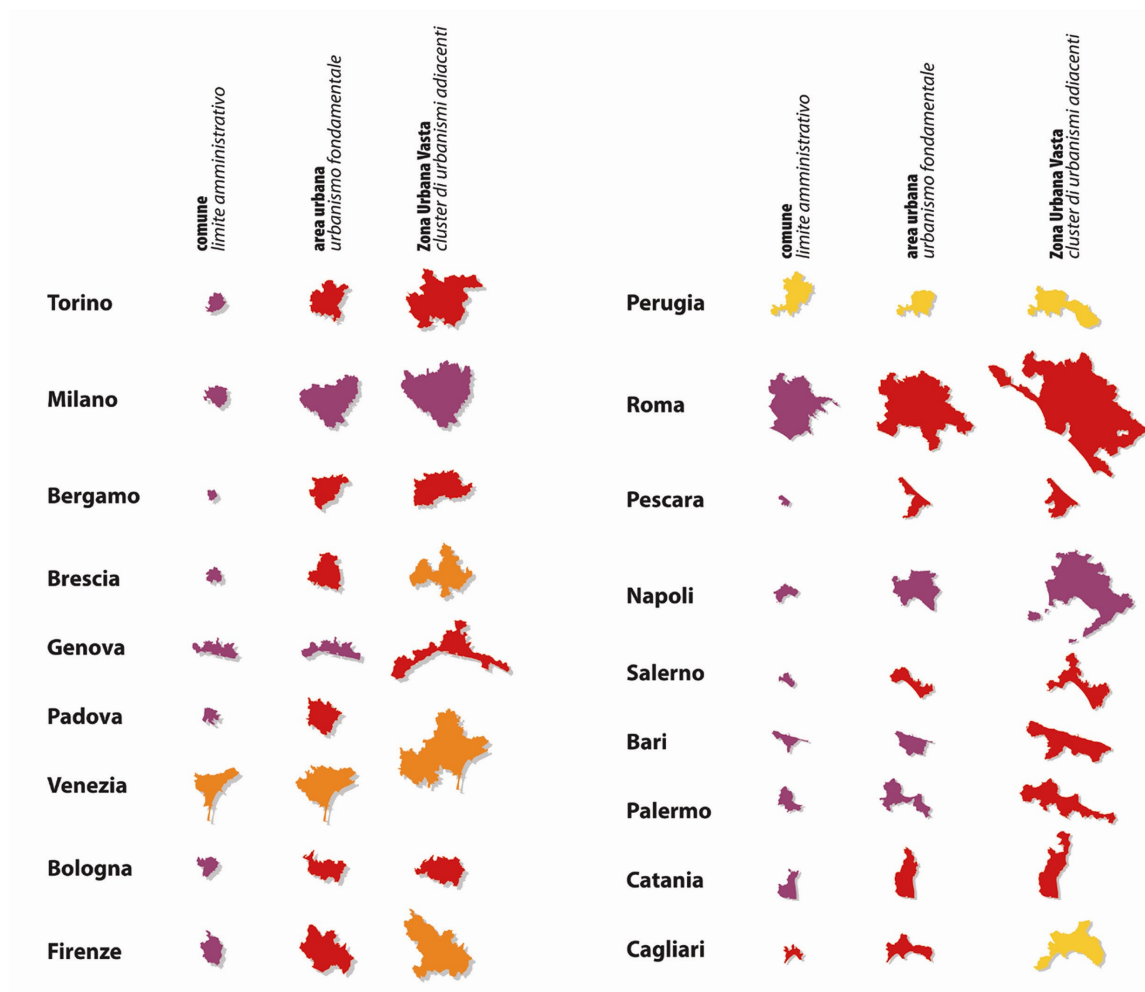 comune
limite amministrativo
area urbana
urbanismo fondamentale
Zona Urbana Vasta
cluster di urbanismi adiacenti
Torino
Milano
Bergamo
Brescia
Genova
Padova
Venezia
Bologna
Firenze
comune
limite amministrativo
area urbana
urbanismo fondamentale
Zona Urbana Vasta
cluster di urbanismi adiacenti
Perugia
Roma
Pescara
Napoli
Salerno
Bari
Palermo
Catania
Cagliari